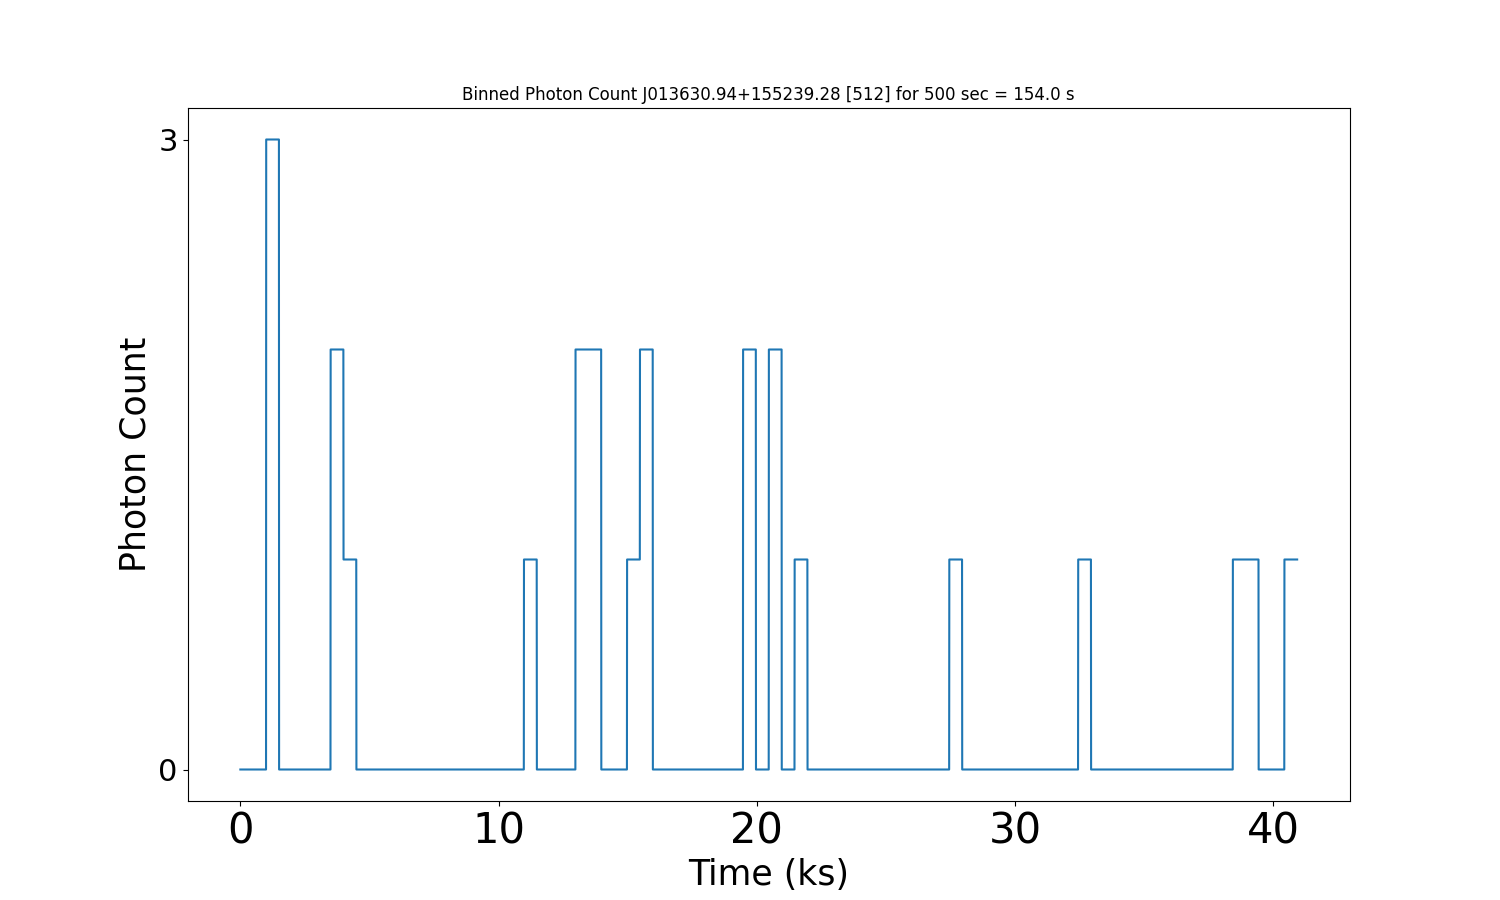 Binned Photon Count J013630.94+155239.28 [512] for 500 sec = 154.0 s
3
Photon Count
0
0 10 20 30 40
Time (ks)